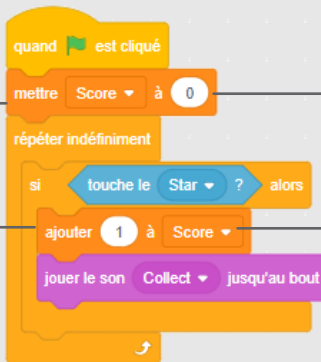 quand est cliqué
mettre Score à 0
répéter indéfiniment
si touche le Star ? alors
ajouter 1 à Score
jouer le son Collect jusqu'au bout